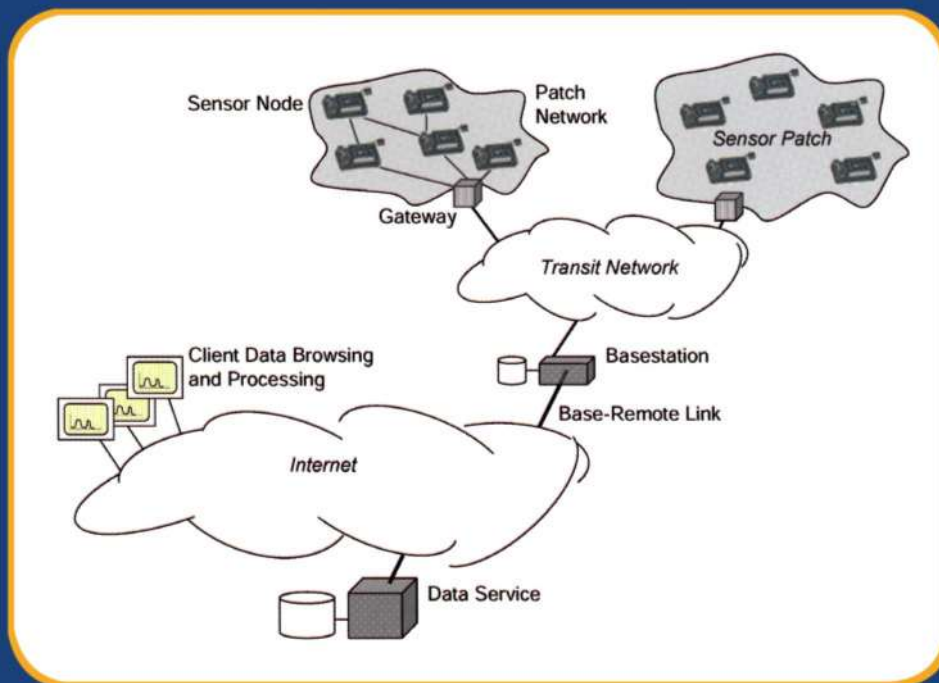 Sensor Node
Patch
Network
Sensor Patch
Gateway
Transit Network
Client Data Browsing
and Processing
Basestation
Base-Remote Link
Internet
Data Service